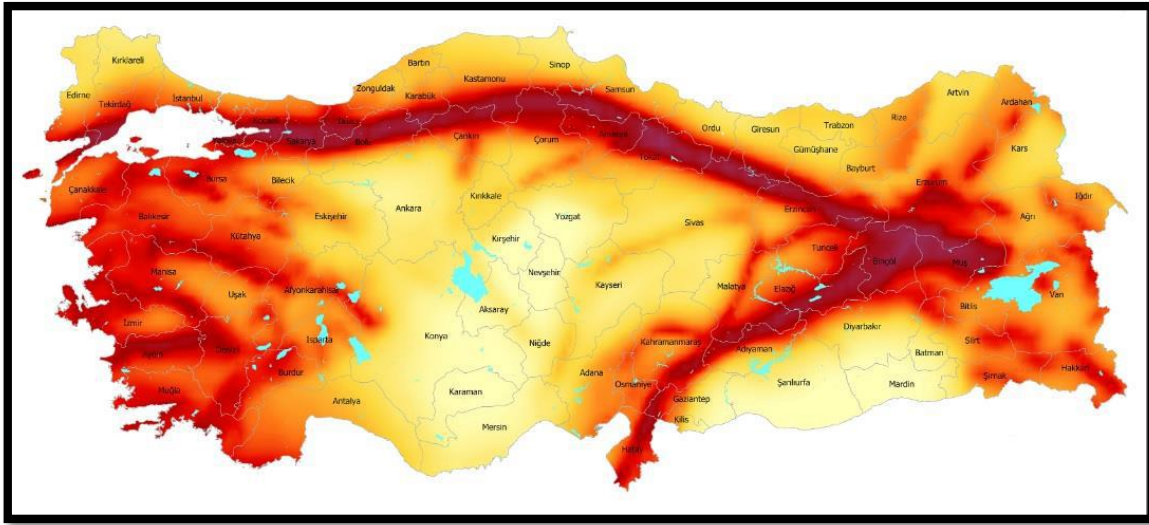 Kırklareli
Edirne
Tekirdağ
İstanbul
Kocaeli
Yalova
Sakarya
Düzce
Bolu
Zonguldak
Bartın
Karabük
Kastamonu
Sinop
Samsun
Çankırı
Çorum
Amasya
Tokat
Ordu
Giresun
Trabzon
Rize
Artvin
Ardahan
Kars
Gümüşhane
Bayburt
Erzurum
Iğdır
Ağrı
Çanakkale
Balıkesir
Bursa
Bilecik
Eskişehir
Kütahya
Ankara
Kırıkkale
Yozgat
Kırşehir
Sivas
Erzincan
Tunceli
Bingöl
Muş
Manisa
Uşak
Afyonkarahisar
Nevşehir
Kayseri
Malatya
Elazığ
Bitlis
Van
İzmir
Aydın
Denizli
Isparta
Burdur
Konya
Aksaray
Niğde
Kahramanmaraş
Adıyaman
Diyarbakır
Batman
Siirt
Muğla
Antalya
Karaman
Mersin
Adana
Osmaniye
Gaziantep
Kilis
Hatay
Şanlıurfa
Mardin
Şırnak
Hakkari